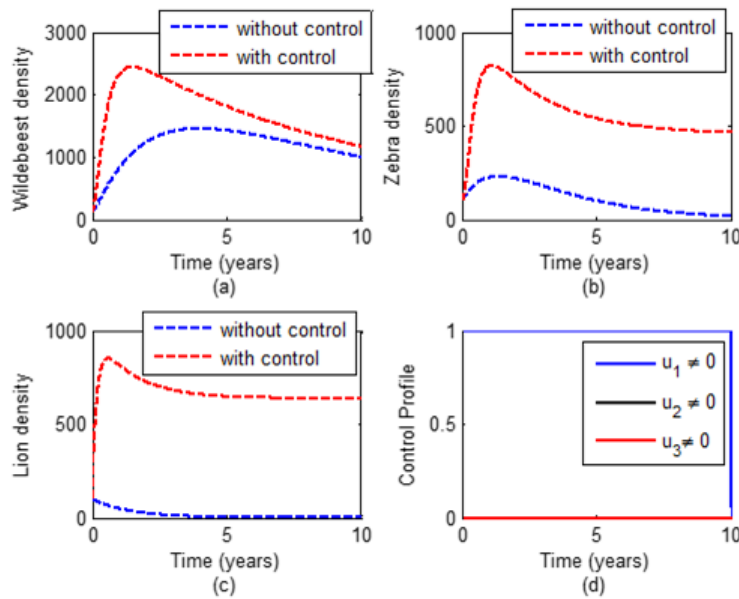 without control
with control
Wildebeest density
3000
2000
1000
0
0 5 10
Time (years)
(a)
without control
with control
Zebra density
1000
500
0
0 5 10
Time (years)
(b)
without control
with control
Lion density
1000
500
0
0 5 10
Time (years)
(c)
u₁ ≠ 0
u₂ ≠ 0
u₃≠ 0
Control Profile
1
0.5
0
0 5 10
Time (years)
(d)